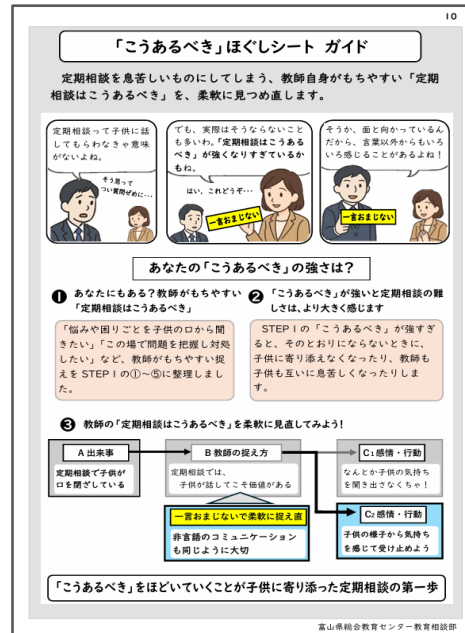 10
「こうあるべき」ほぐしシート ガイド
定期相談を息苦しいものにしてしまう、教師自身がもちやすい「定期
相談はこうあるべき」を、柔軟に見つめ直します。
定期相談って子供に話
してもらわなきゃ意味
がないよね。
そう思って
つい質問ぜめに・・・
でも、実際はそうならないこと
も多いわ。「定期相談はこうある
べき」が強くなりすぎているか
もね。
はい、これどうぞ・・・
一言おまじない
そうか、面と向かっているん
だから、言葉以外からもいろ
いろ感じることがあるよね!
一言おまじない
あなたの「こうあるべき」の強さは?
❶ あなたにもある?教師がもちやすい
「定期相談はこうあるべき」
「悩みや困りごとを子供の口から聞
きたい」「この場で問題を把握し対処
したい」など、教師がもちやすい捉
えを STEP1の①~⑤に整理しまし
た。
❷ 「こうあるべき」が強いと定期相談の難
しさは、より大きく感じます
STEP1の「こうあるべき」が強すぎ
ると、そのとおりにならないときに、
子供に寄り添えなくなったり、教師も
子供も互いに息苦しくなったりしま
す。
❸ 教師の「定期相談はこうあるべき」を柔軟に見直してみよう!
A 出来事
定期相談で子供が
口を閉ざしている
B 教師の捉え方
定期相談では、
子供が話してこそ価値がある
C1 感情・行動
なんとか子供の気持ち
を聞き出さなくちゃ!
一言おまじないで柔軟に捉え直
非言語のコミュニケーション
も同じように大切
C2 感情・行動
子供の様子から気持ち
を感じて受け止めよう
「こうあるべき」をほどいていくことが子供に寄り添った定期相談の第一歩
富山県総合教育センター教育相談部